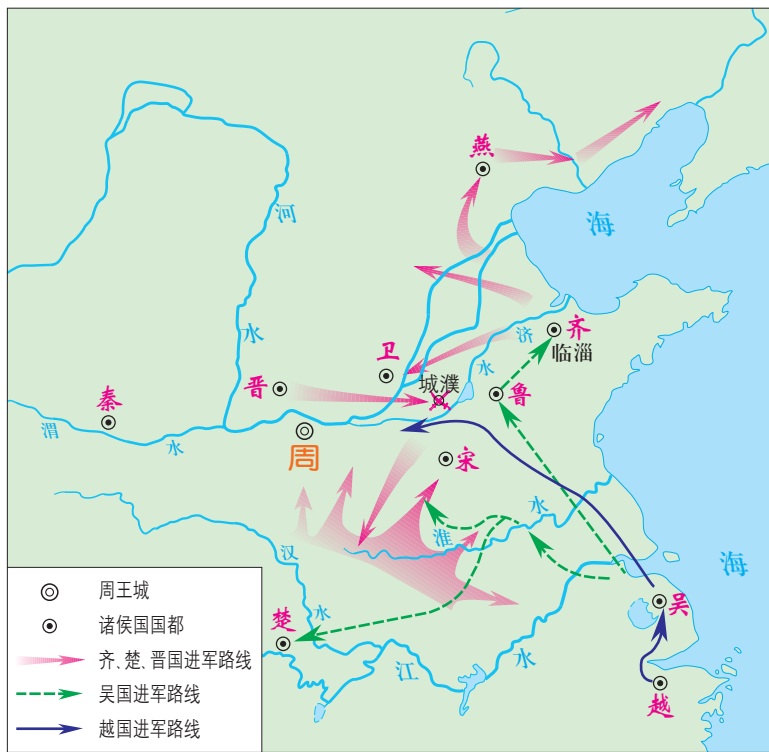 燕
海
河
水
齐
临淄
济
水
卫
城濮
鲁
晋
秦
渭
水
周
宋
淮
水
汉
水
楚
江
水
吴
越
海
周王城
诸侯国国都
齐、楚、晋国进军路线
吴国进军路线
越国进军路线